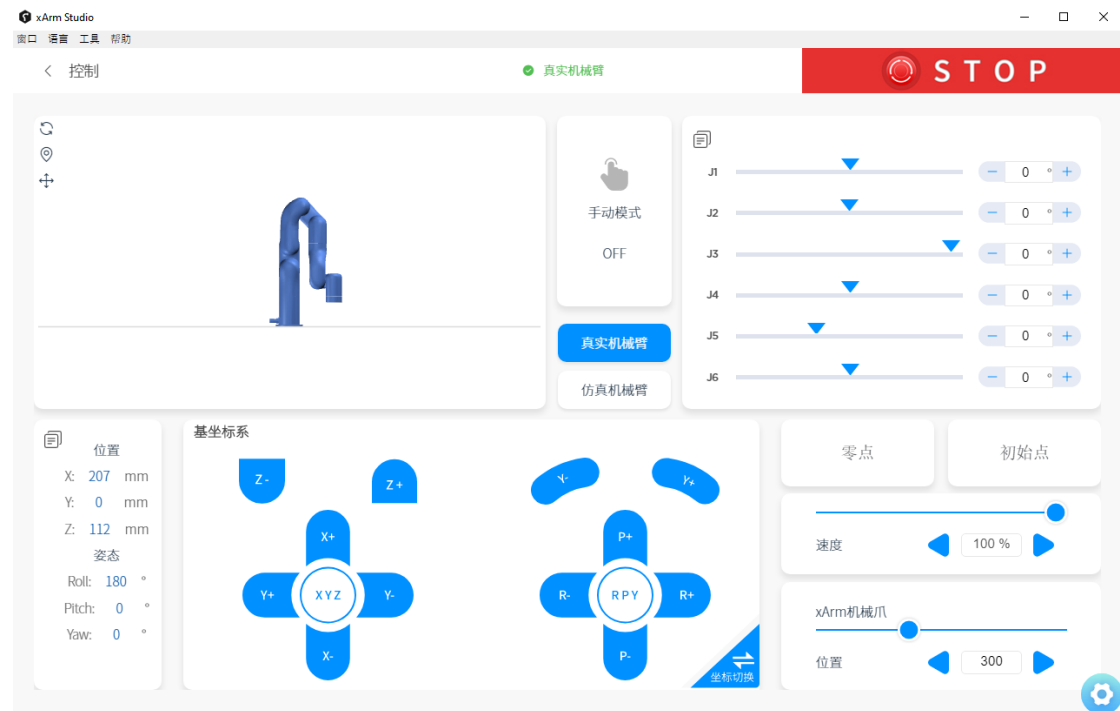 xArm Studio
窗口 语言 工具 帮助
控制
真实机械臂
STOP
手动模式
OFF
真实机械臂
仿真机械臂
J1 − 0 ° +
J2 − 0 ° +
J3 − 0 ° +
J4 − 0 ° +
J5 − 0 ° +
J6 − 0 ° +
位置
X: 207 mm
Y: 0 mm
Z: 112 mm
姿态
Roll: 180 °
Pitch: 0 °
Yaw: 0 °
基坐标系
Z -
Z +
X+
Y+
XYZ
Y-
X-
Y-
Y+
P+
R-
RPY
R+
P-
坐标切换
零点
初始点
速度
100 %
xArm机械爪
位置
300